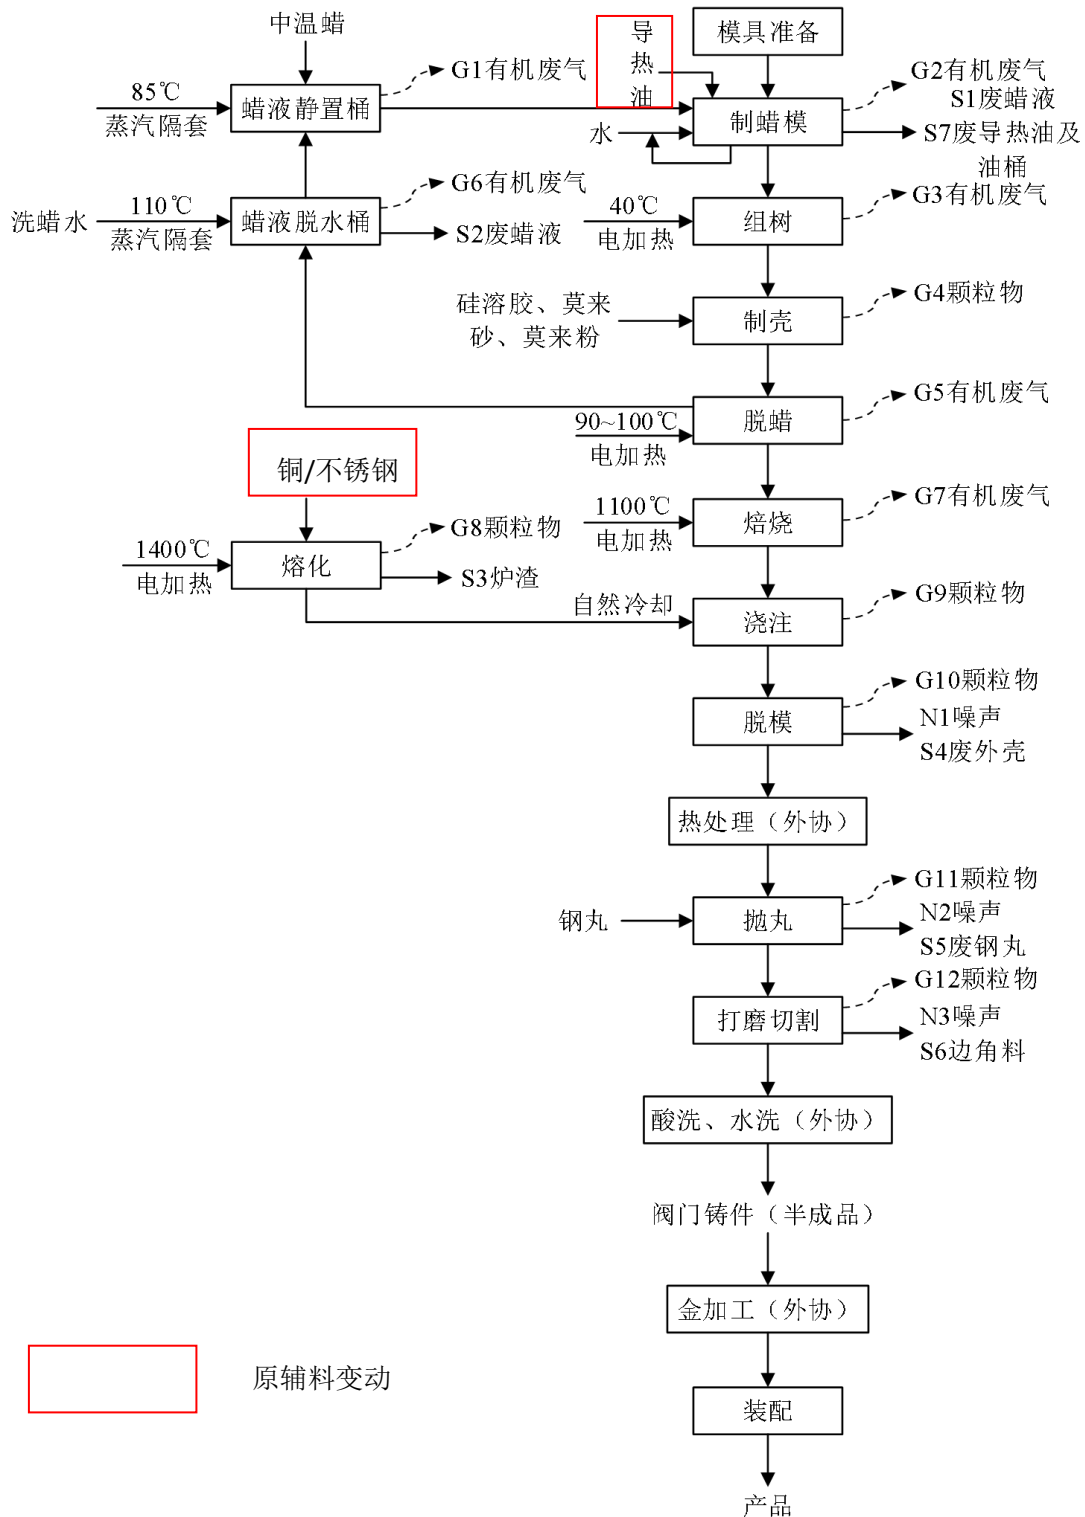 中温蜡
导
热
油
模具准备
G1有机废气
85℃
蒸汽隔套
蜡液静置桶
水
制蜡模
G2有机废气
S1废蜡液
S7废导热油及
油桶
洗蜡水
110℃
蒸汽隔套
蜡液脱水桶
G6有机废气
S2废蜡液
40℃
电加热
组树
G3有机废气
硅溶胶、莫来
砂、莫来粉
制壳
G4颗粒物
90~100℃
电加热
脱蜡
G5有机废气
铜/不锈钢
1100℃
电加热
焙烧
G7有机废气
1400℃
电加热
熔化
G8颗粒物
S3炉渣
自然冷却
浇注
G9颗粒物
脱模
G10颗粒物
N1噪声
S4废外壳
热处理（外协）
钢丸
抛丸
G11颗粒物
N2噪声
S5废钢丸
打磨切割
G12颗粒物
N3噪声
S6边角料
酸洗、水洗（外协）
阀门铸件（半成品）
金加工（外协）
原辅料变动
装配
产品